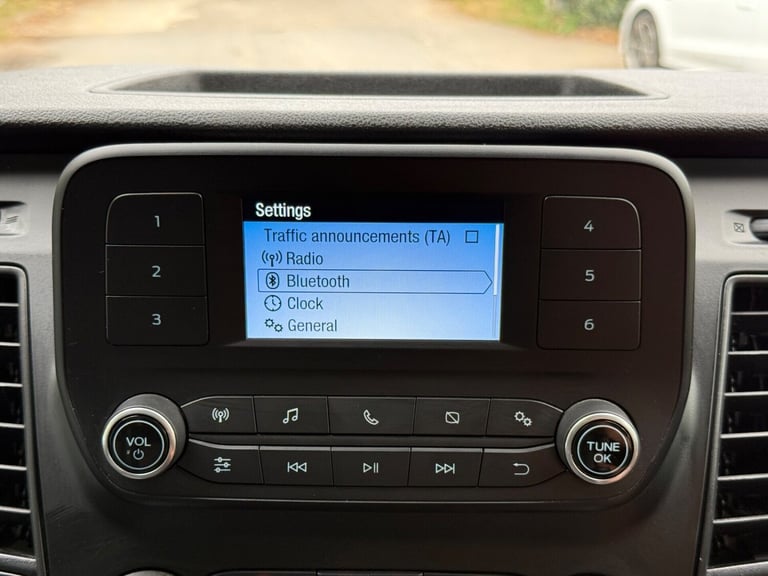 Settings
Traffic announcements (TA)
Radio
Bluetooth
Clock
General
1
2
3
4
5
6
VOL
TUNE
OK